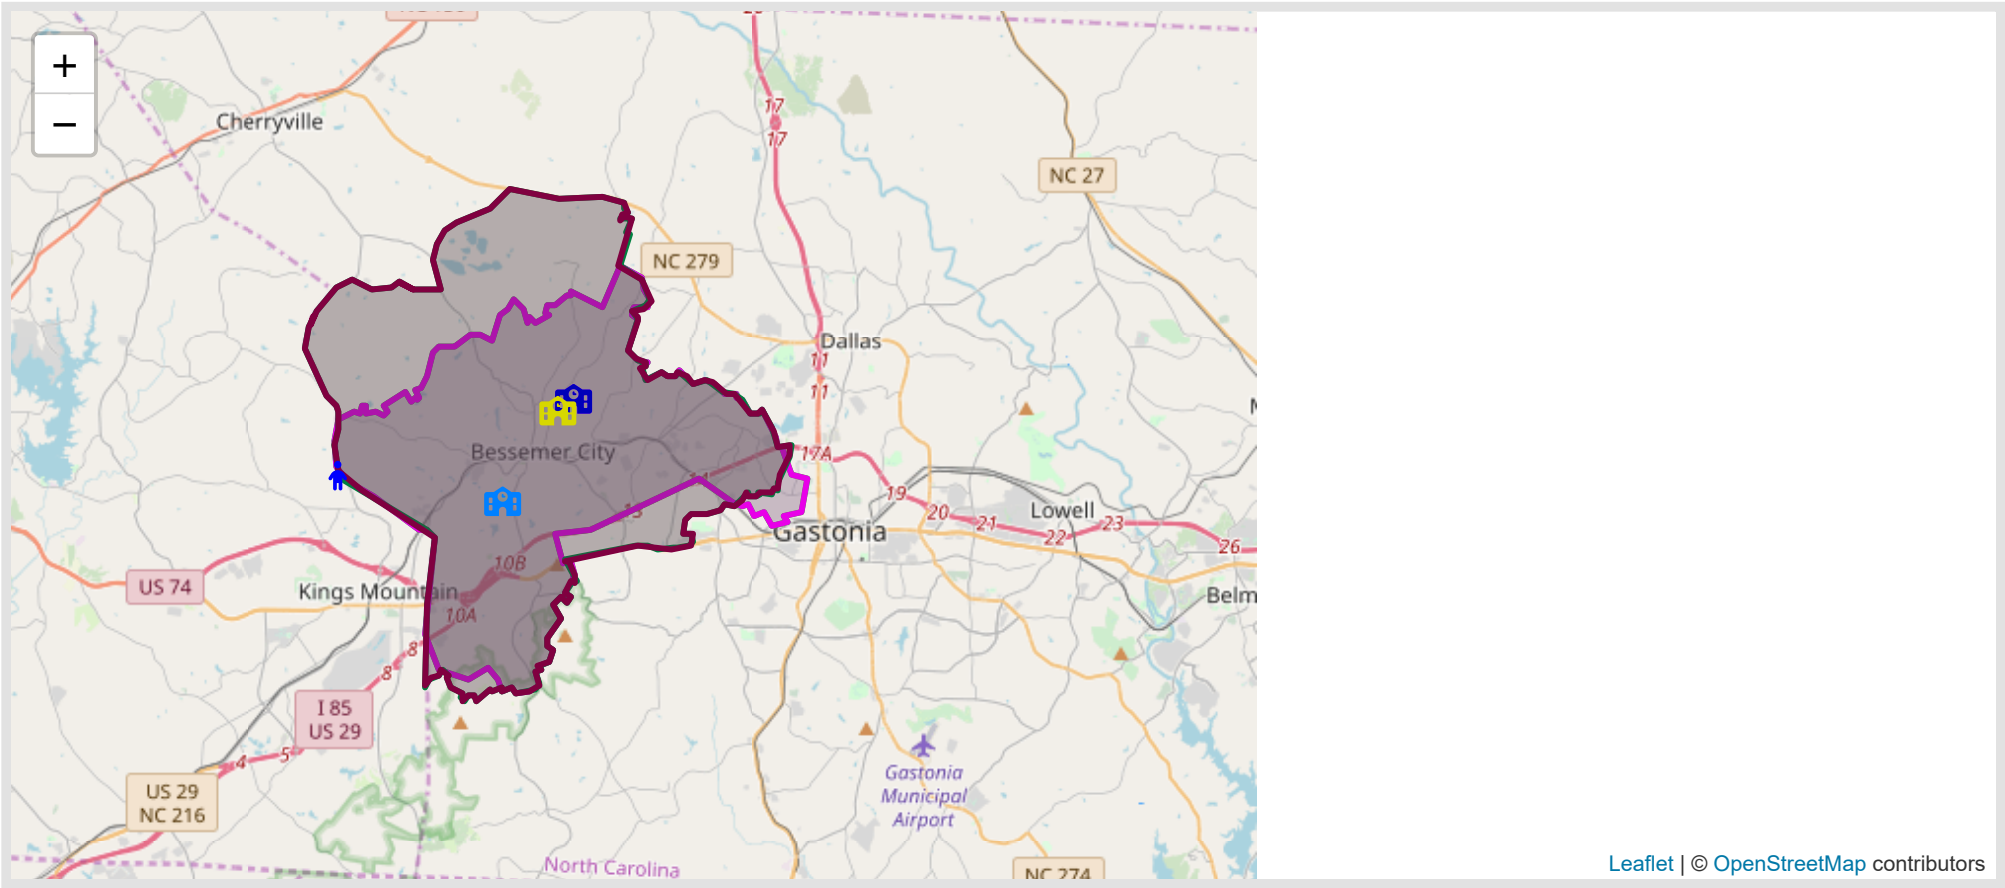 +
−
Cherryville
17
17
NC 27
NC 279
Dallas
11
11
Bessemer City
17A
14
13
19
20
21
22
23
26
Lowell
Gastonia
10B
10A
US 74
Kings Mountain
Belm
8
8
I 85
US 29
4
5
US 29
NC 216
Gastonia
Municipal
Airport
North Carolina
NC 274
Leaflet | © OpenStreetMap contributors